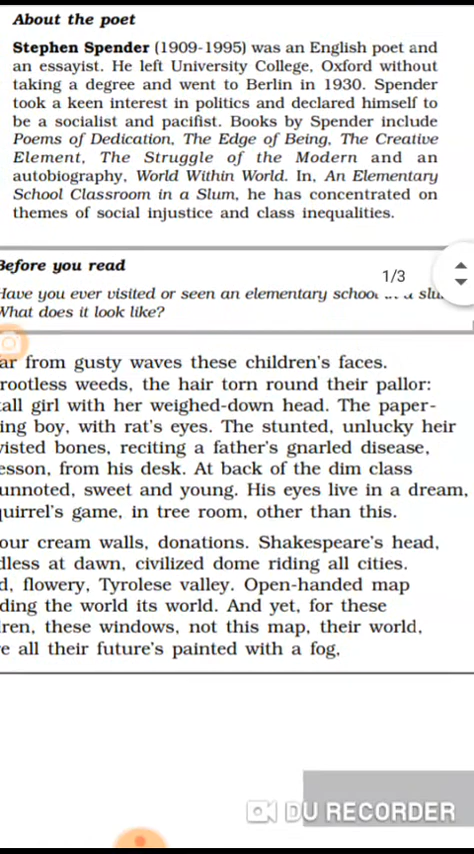 About the poet
Stephen Spender (1909-1995) was an English poet and
an essayist. He left University College, Oxford without
taking a degree and went to Berlin in 1930. Spender
took a keen interest in politics and declared himself to
be a socialist and pacifist. Books by Spender include
Poems of Dedication, The Edge of Being, The Creative
Element, The Struggle of the Modern and an
autobiography, World Within World. In, An Elementary
School Classroom in a Slum, he has concentrated on
themes of social injustice and class inequalities.
Before you read
1/3
Have you ever visited or seen an elementary school
What does it look like?
ar from gusty waves these children's faces.
rootless weeds, the hair torn round their pallor:
tall girl with her weighed-down head. The paper-
ing boy, with rat's eyes. The stunted, unlucky heir
visted bones, reciting a father's gnarled disease,
esson, from his desk. At back of the dim class
unnoted, sweet and young. His eyes live in a dream,
quirrel's game, in tree room, other than this.
our cream walls, donations. Shakespeare's head,
dless at dawn, civilized dome riding all cities.
d, flowery, Tyrolese valley. Open-handed map
ding the world its world. And yet, for these
ren, these windows, not this map, their world,
e all their future's painted with a fog,
DU RECORDER